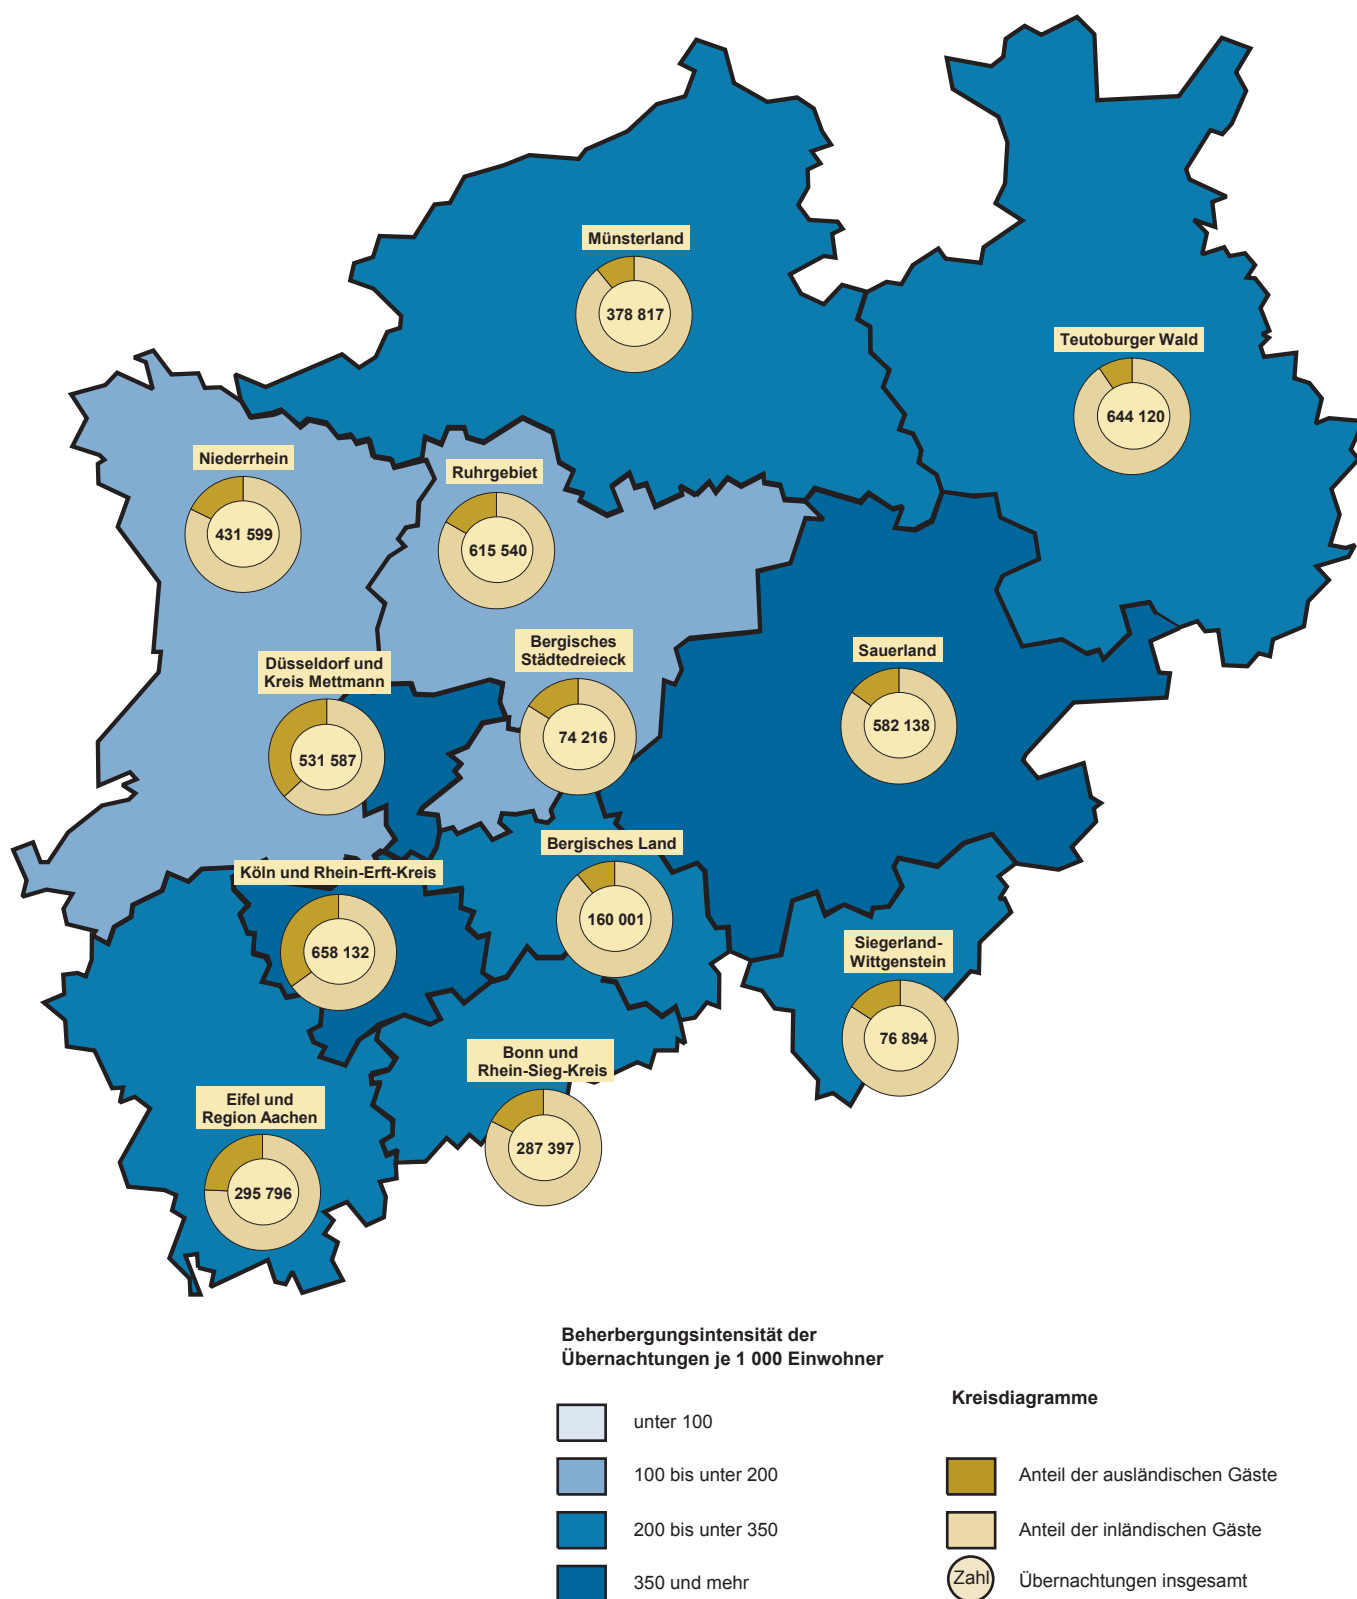 Münsterland
378 817
Teutoburger Wald
644 120
Niederrhein
431 599
Ruhrgebiet
615 540
Bergisches
Städtedreieck
74 216
Düsseldorf und
Kreis Mettmann
531 587
Sauerland
582 138
Bergisches Land
160 001
Köln und Rhein-Erft-Kreis
658 132
Siegerland-
Wittgenstein
76 894
Bonn und
Rhein-Sieg-Kreis
287 397
Eifel und
Region Aachen
295 796
Beherbergungsintensität der
Übernachtungen je 1 000 Einwohner
unter 100
100 bis unter 200
200 bis unter 350
350 und mehr
Kreisdiagramme
Anteil der ausländischen Gäste
Anteil der inländischen Gäste
Zahl
Übernachtungen insgesamt